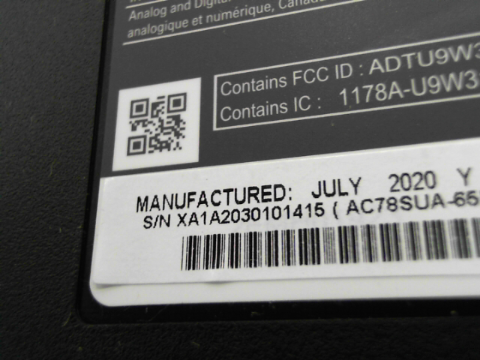 Analog and Digital
analogique et numérique, Canada
Contains FCC ID : ADTU9W3
Contains IC : 1178A-U9W3
MANUFACTURED: JULY 2020 Y
S/N XA1A2030101415 ( AC78SUA-65